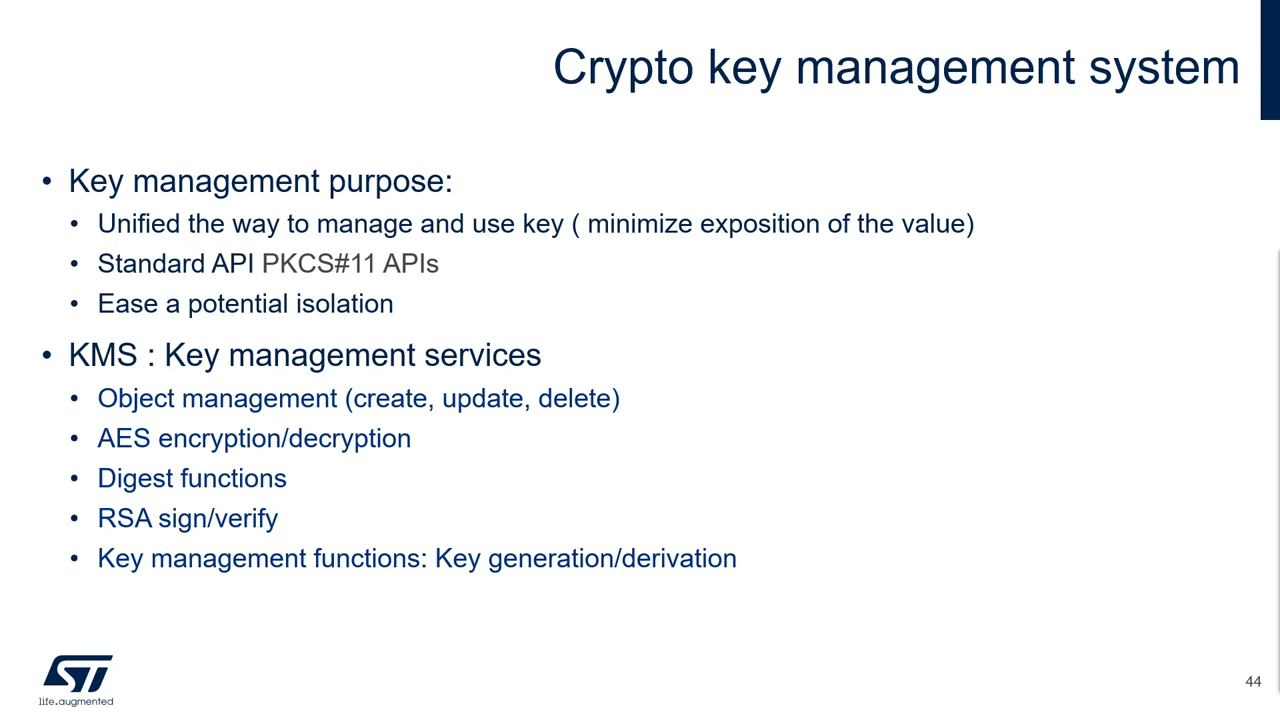 Crypto key management system
• Key management purpose:
• Unified the way to manage and use key ( minimize exposition of the value)
• Standard API PKCS#11 APIs
• Ease a potential isolation
• KMS : Key management services
• Object management (create, update, delete)
• AES encryption/decryption
• Digest functions
• RSA sign/verify
• Key management functions: Key generation/derivation
ST
life.augmented
44